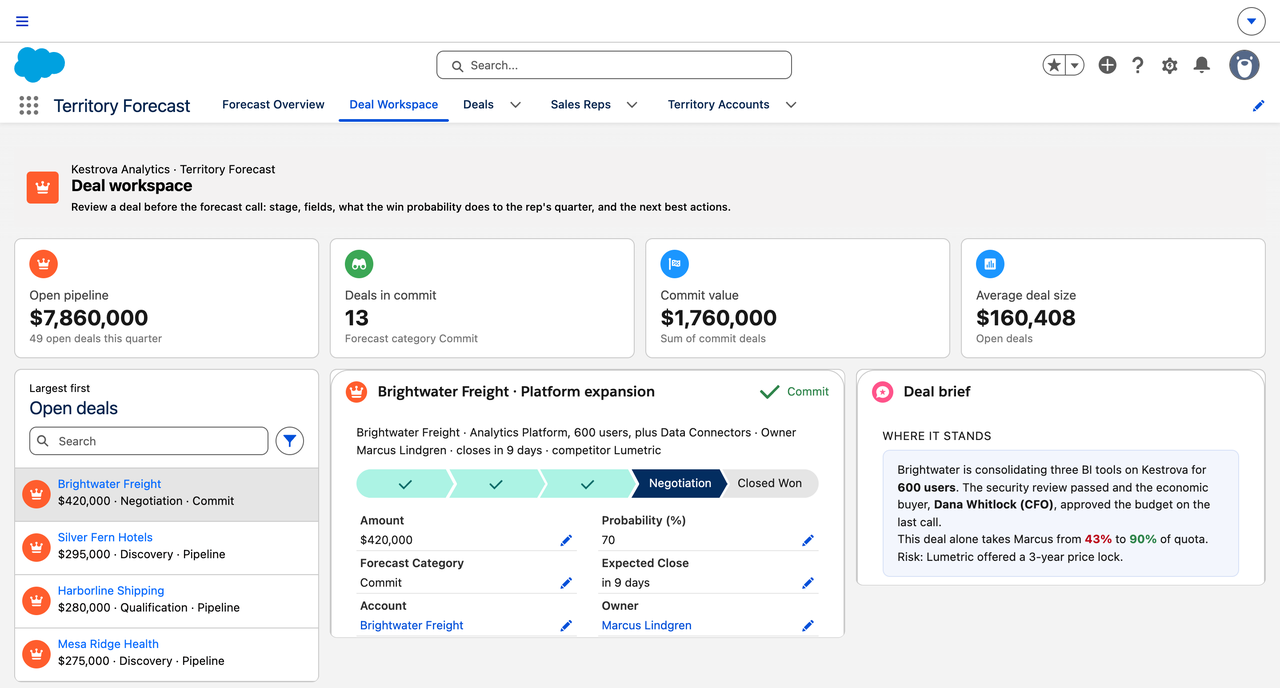 Search...
Territory Forecast
Forecast Overview
Deal Workspace
Deals
Sales Reps
Territory Accounts
Kestrova Analytics · Territory Forecast
Deal workspace
Review a deal before the forecast call: stage, fields, what the win probability does to the rep's quarter, and the next best actions.
Open pipeline
$7,860,000
49 open deals this quarter
Deals in commit
13
Forecast category Commit
Commit value
$1,760,000
Sum of commit deals
Average deal size
$160,408
Open deals
Largest first
Open deals
Search
Brightwater Freight
$420,000 · Negotiation · Commit
Silver Fern Hotels
$295,000 · Discovery · Pipeline
Harborline Shipping
$280,000 · Qualification · Pipeline
Mesa Ridge Health
$275,000 · Discovery · Pipeline
Brightwater Freight · Platform expansion
Commit
Brightwater Freight · Analytics Platform, 600 users, plus Data Connectors · Owner
Marcus Lindgren · closes in 9 days · competitor Lumetric
Negotiation
Closed Won
Amount
$420,000
Probability (%)
70
Forecast Category
Commit
Expected Close
in 9 days
Account
Brightwater Freight
Owner
Marcus Lindgren
Deal brief
WHERE IT STANDS
Brightwater is consolidating three BI tools on Kestrova for
600 users. The security review passed and the economic
buyer, Dana Whitlock (CFO), approved the budget on the
last call.
This deal alone takes Marcus from 43% to 90% of quota.
Risk: Lumetric offered a 3-year price lock.